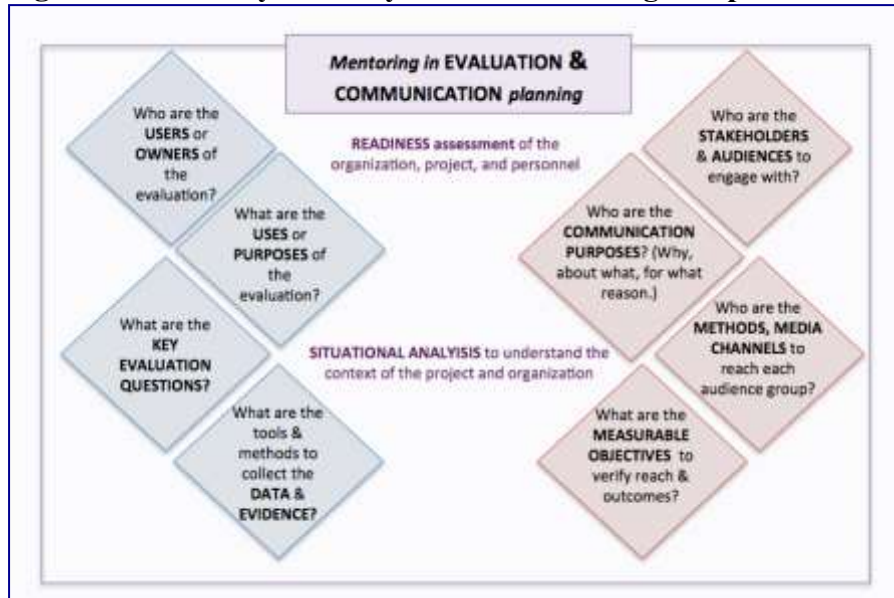 Mentoring in EVALUATION &
COMMUNICATION planning
READINESS assessment of the
organization, project, and personnel
Who are the
USERS or
OWNERS of
the
evaluation?
What are the
USES or
PURPOSES of
the
evaluation?
What are the
KEY
EVALUATION
QUESTIONS?
What are the
tools &
methods to
collect the
DATA &
EVIDENCE?
SITUATIONAL ANALYISIS to understand the
context of the project and organization
Who are the
STAKEHOLDERS
& AUDIENCES to
engage with?
Who are the
COMMUNICATION
PURPOSES? (Why,
about what, for what
reason.)
Who are the
METHODS, MEDIA
CHANNELS to
reach each
audience group?
What are the
MEASURABLE
OBJECTIVES to
verify reach &
outcomes?